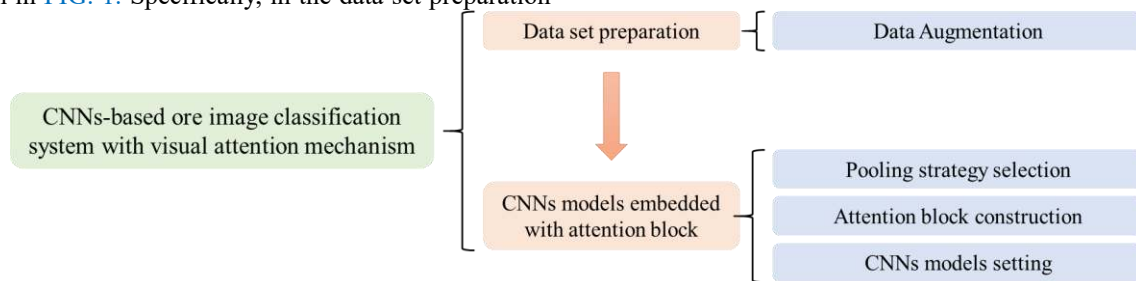 in FIG. 1. Specifically, in the data set preparation
Data set preparation
Data Augmentation
CNNs-based ore image classification
system with visual attention mechanism
CNNs models embedded
with attention block
Pooling strategy selection
Attention block construction
CNNs models setting